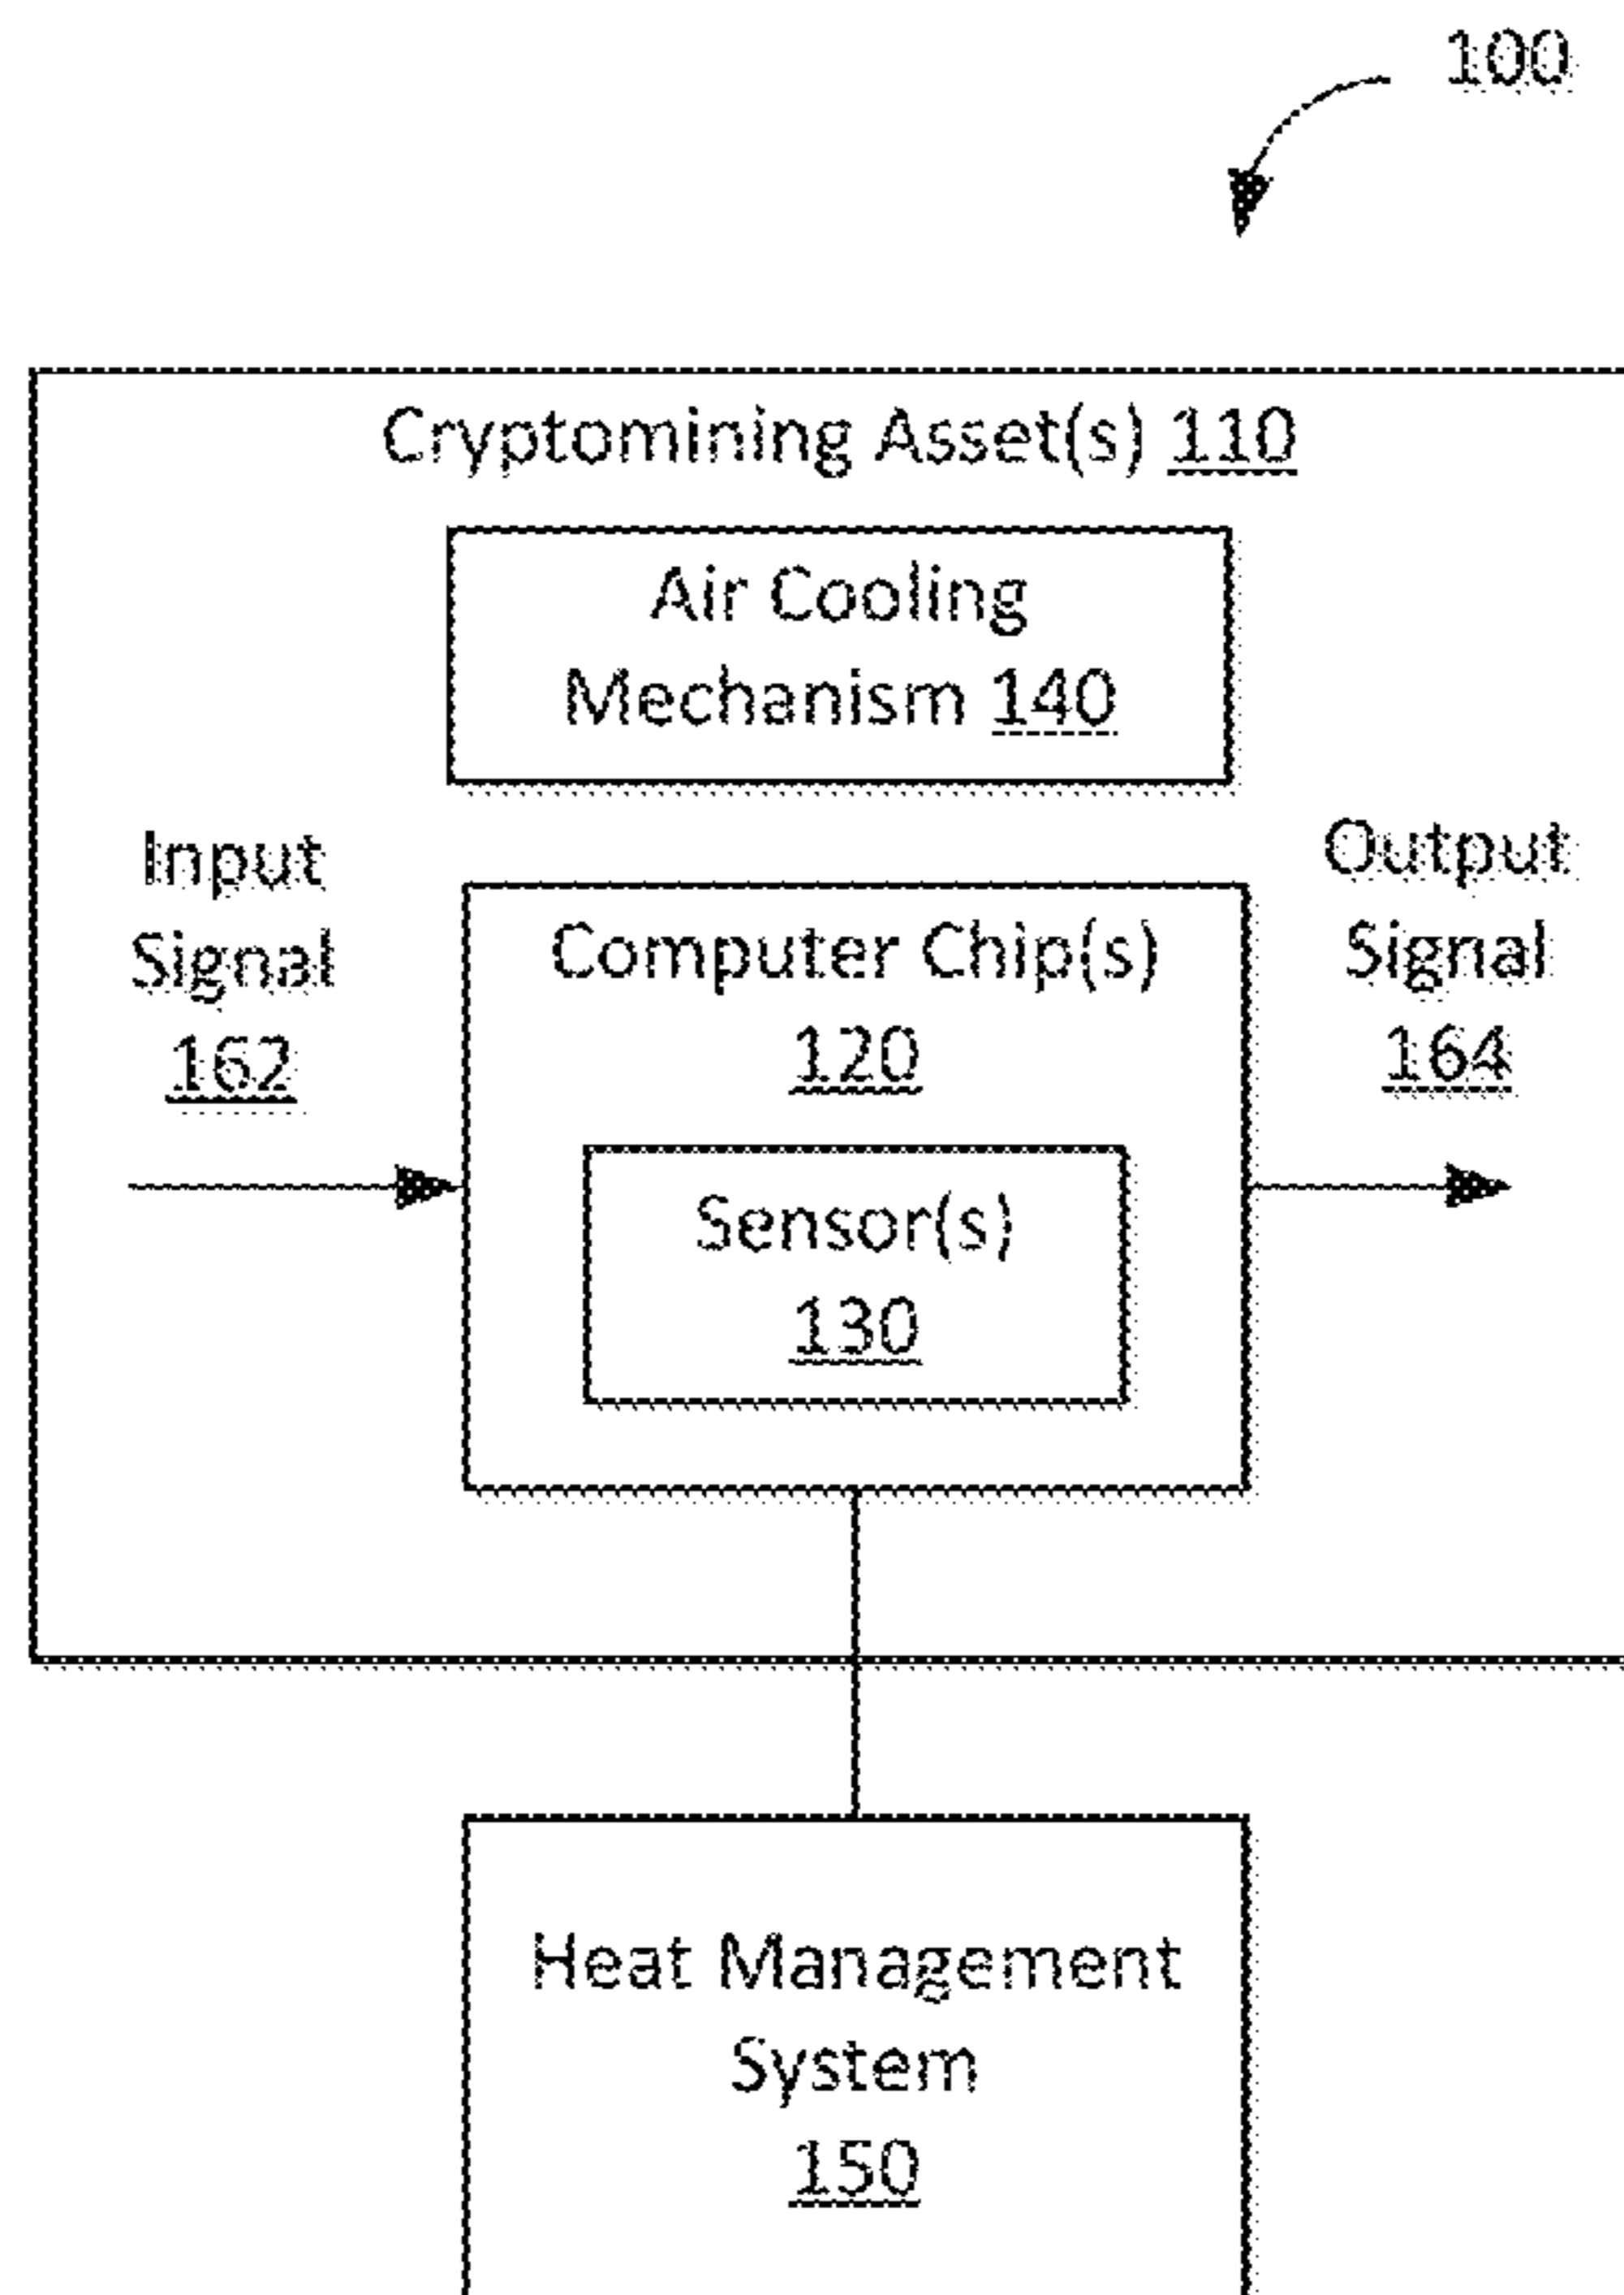 100
Cryptomining Asset(s) 110
Air Cooling
Mechanism 140
Input
Signal
162
Computer Chip(s)
120
Sensor(s)
130
Output
Signal
164
Heat Management
System
150